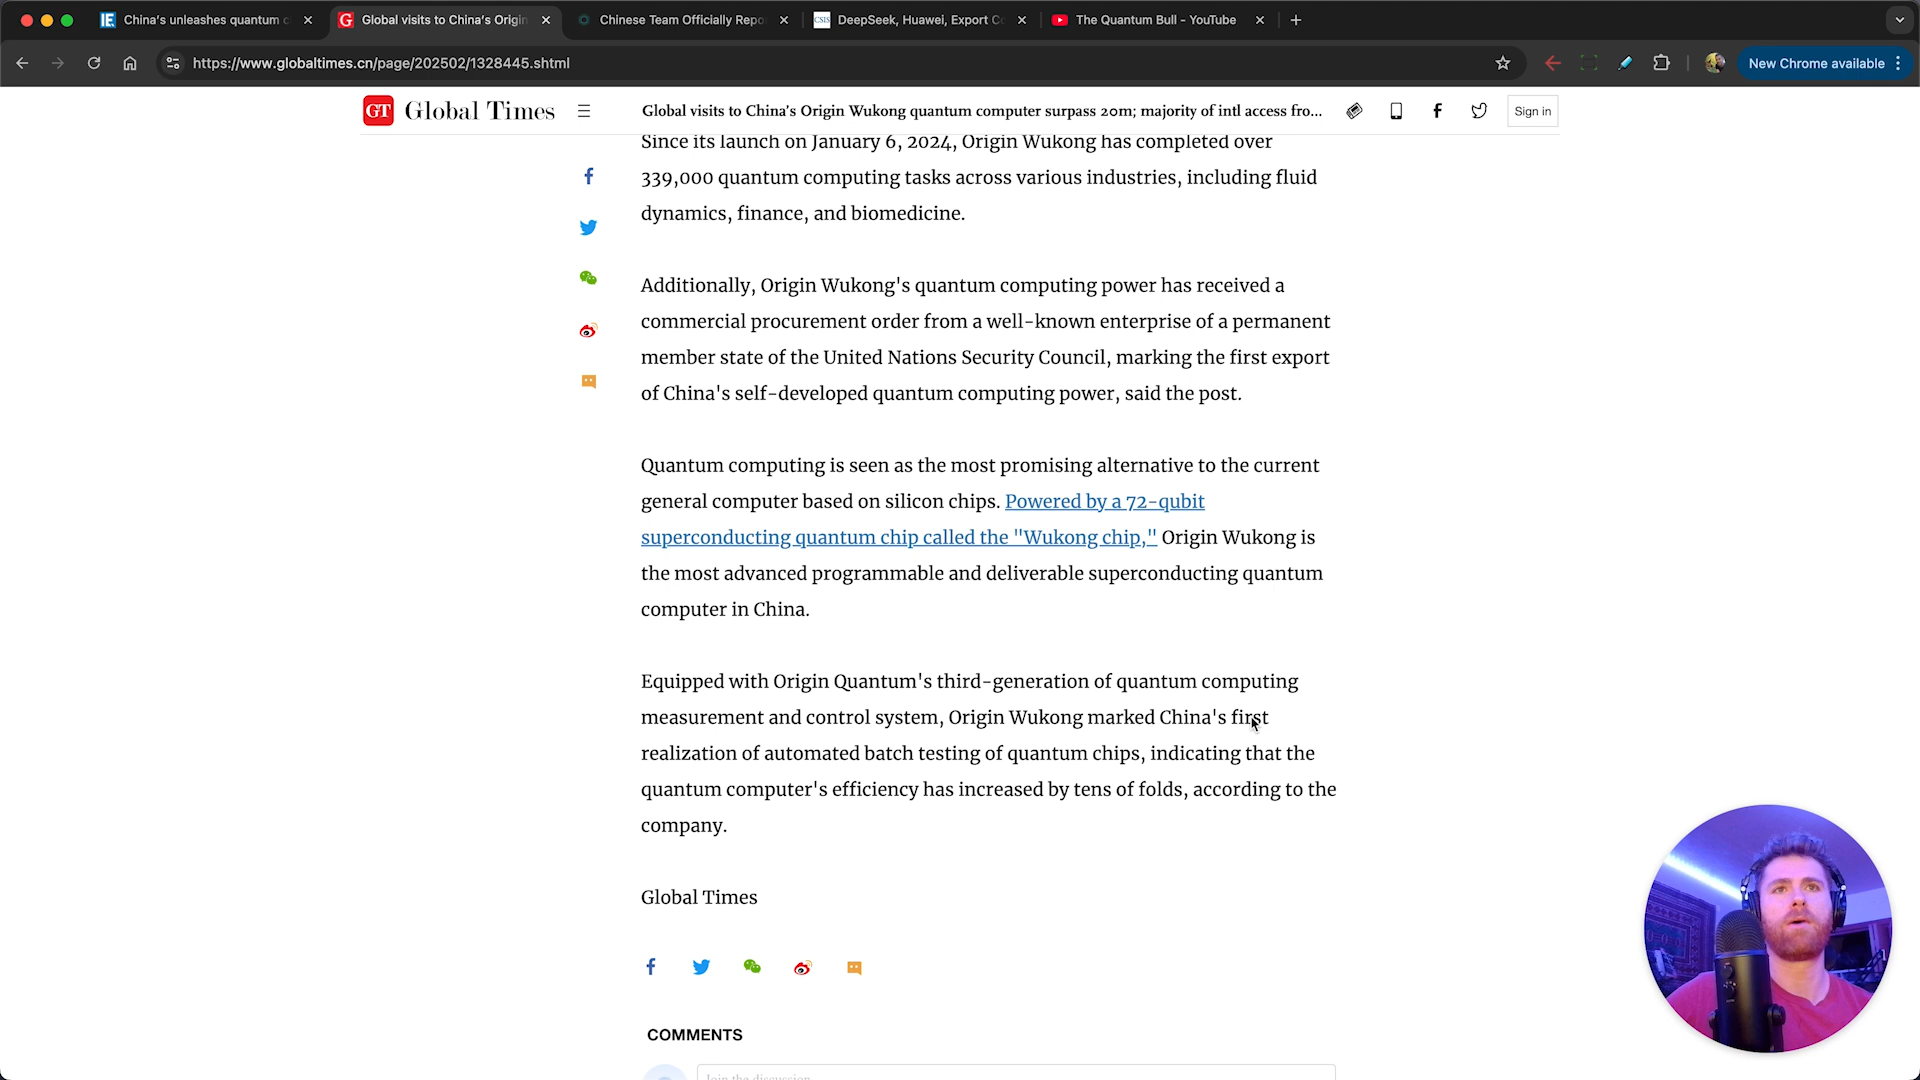 China's unleashes quantum c
Global visits to China's Origin
Chinese Team Officially Repo
CSIS
DeepSeek, Huawei, Export Co
The Quantum Bull - YouTube
https://www.globaltimes.cn/page/202502/1328445.shtml
New Chrome available
GT Global Times
Global visits to China's Origin Wukong quantum computer surpass 20m; majority of intl access fro...
Sign in
Since its launch on January 6, 2024, Origin Wukong has completed over
339,000 quantum computing tasks across various industries, including fluid
dynamics, finance, and biomedicine.
Additionally, Origin Wukong's quantum computing power has received a
commercial procurement order from a well-known enterprise of a permanent
member state of the United Nations Security Council, marking the first export
of China's self-developed quantum computing power, said the post.
Quantum computing is seen as the most promising alternative to the current
general computer based on silicon chips. Powered by a 72-qubit
superconducting quantum chip called the "Wukong chip," Origin Wukong is
the most advanced programmable and deliverable superconducting quantum
computer in China.
Equipped with Origin Quantum's third-generation of quantum computing
measurement and control system, Origin Wukong marked China's first
realization of automated batch testing of quantum chips, indicating that the
quantum computer's efficiency has increased by tens of folds, according to the
company.
Global Times
COMMENTS
Join the discussion